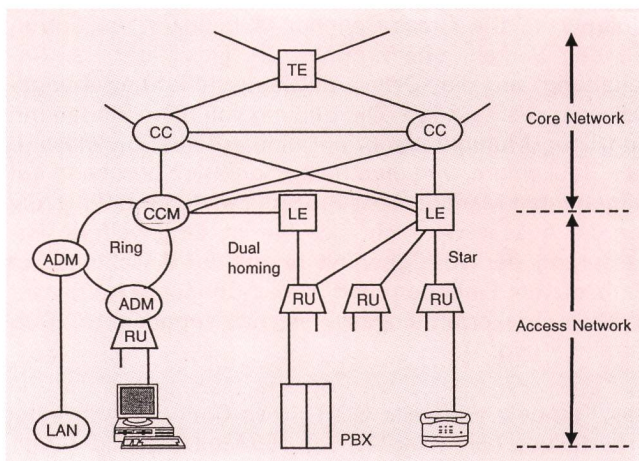 TE
CC
CC
Core Network
CCM
LE
LE
Ring
Dual
homing
Star
ADM
ADM
RU
RU
RU
RU
Access Network
LAN
PBX